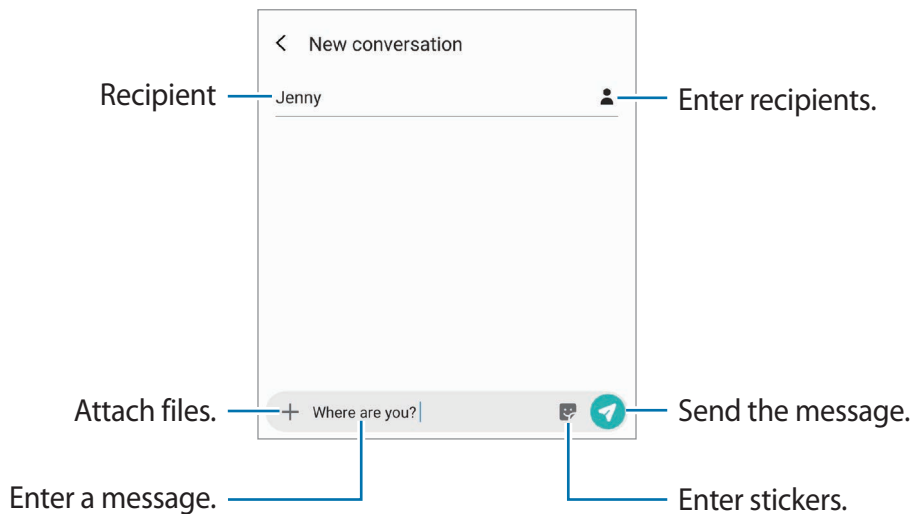 New conversation
Recipient
Jenny
Enter recipients.
Attach files.
Where are you?
Send the message.
Enter a message.
Enter stickers.